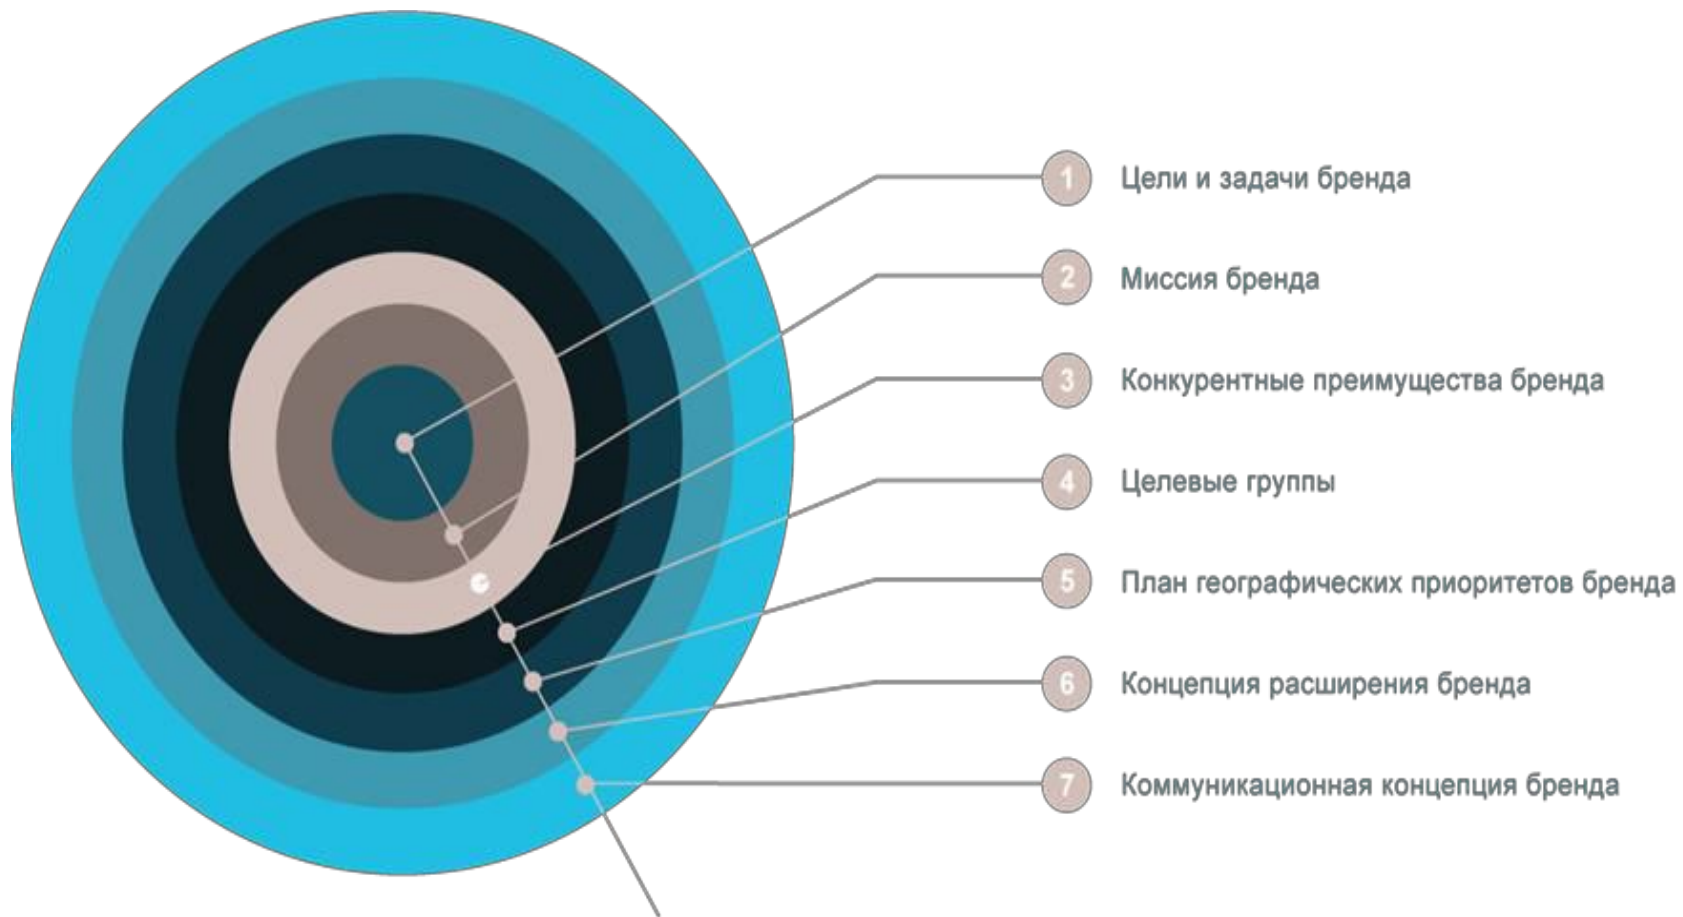 1 Цели и задачи бренда
2 Миссия бренда
3 Конкурентные преимущества бренда
4 Целевые группы
5 План географических приоритетов бренда
6 Концепция расширения бренда
7 Коммуникационная концепция бренда